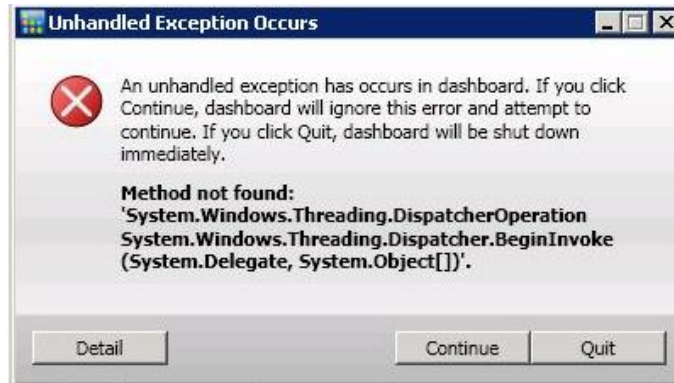 Unhandled Exception Occurs
An unhandled exception has occurs in dashboard. If you click
Continue, dashboard will ignore this error and attempt to
continue. If you click Quit, dashboard will be shut down
immediately.
Method not found:
'System.Windows.Threading.DispatcherOperation
System.Windows.Threading.Dispatcher.BeginInvoke
(System.Delegate, System.Object[])'.
Detail
Continue
Quit